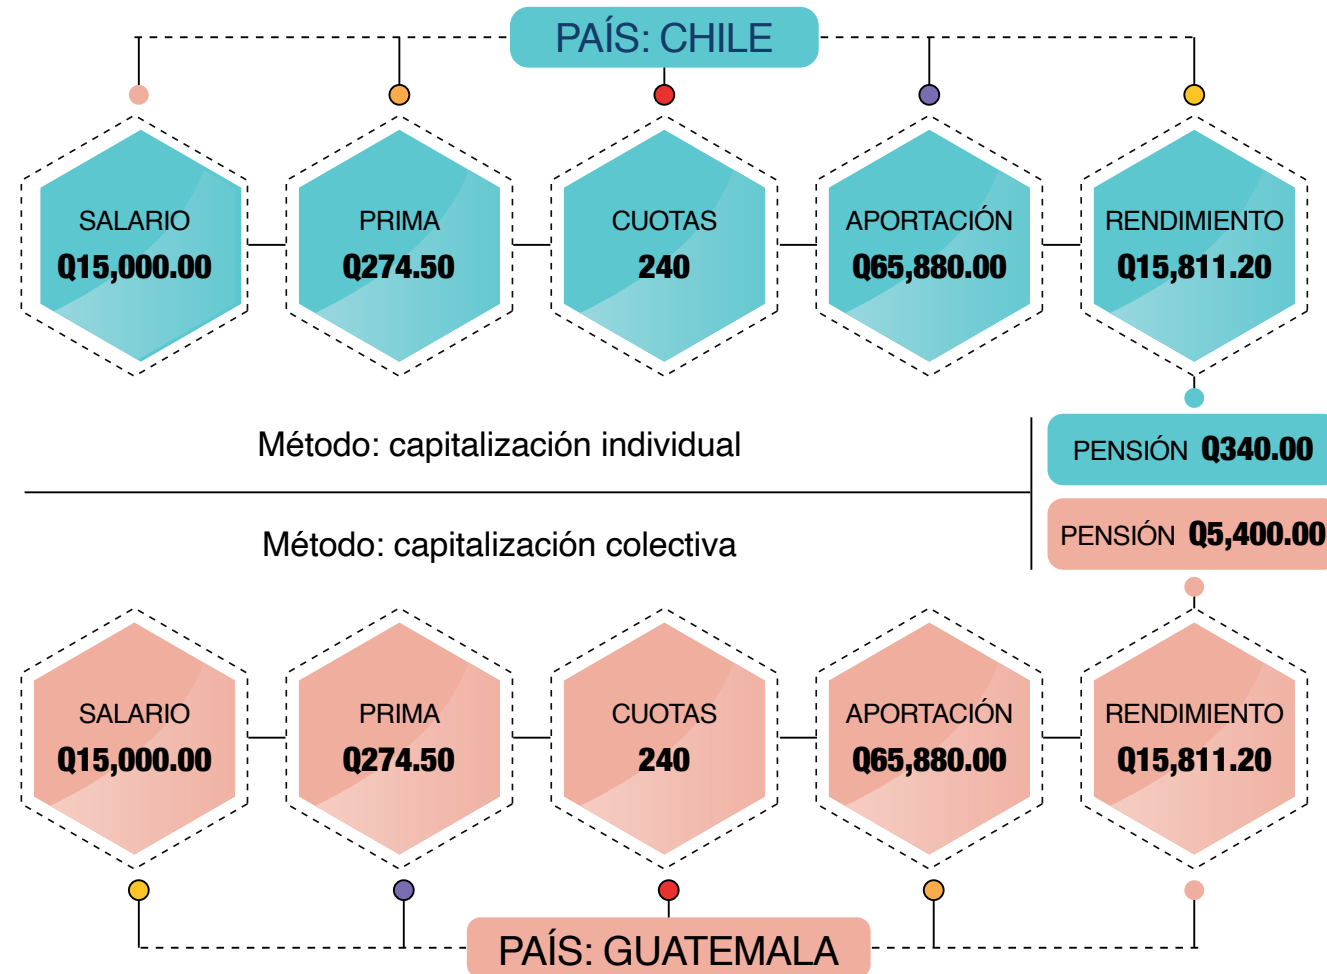 PAÍS: CHILE
SALARIO
Q15,000.00
PRIMA
Q274.50
CUOTAS
240
APORTACIÓN
Q65,880.00
RENDIMIENTO
Q15,811.20
Método: capitalización individual
PENSIÓN Q340.00
Método: capitalización colectiva
PENSIÓN Q5,400.00
SALARIO
Q15,000.00
PRIMA
Q274.50
CUOTAS
240
APORTACIÓN
Q65,880.00
RENDIMIENTO
Q15,811.20
PAÍS: GUATEMALA